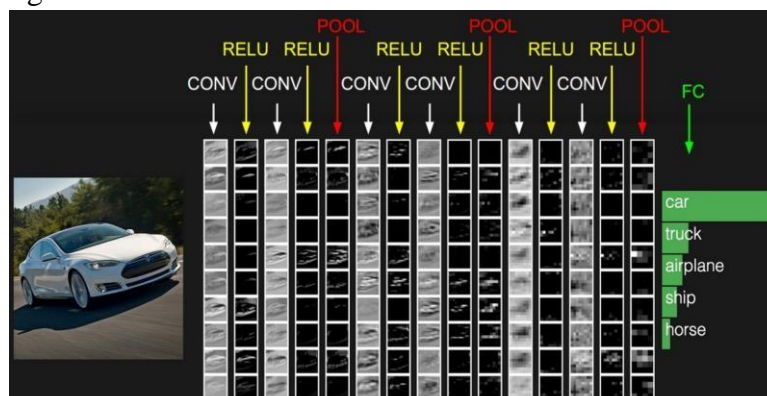 POOL POOL POOL
RELU RELU RELU RELU RELU RELU
CONV CONV CONV CONV CONV CONV FC
car
truck
airplane
ship
horse